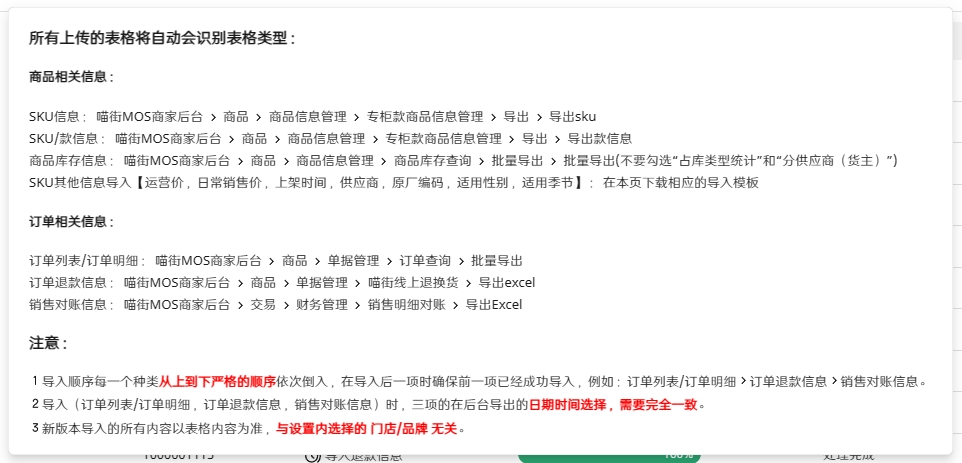 所有上传的表格将自动会识别表格类型：
商品相关信息：
SKU信息： 喵街MOS商家后台 > 商品 > 商品信息管理 > 专柜款商品信息管理 > 导出 > 导出sku
SKU/款信息： 喵街MOS商家后台 > 商品 > 商品信息管理 > 专柜款商品信息管理 > 导出 > 导出款信息
商品库存信息： 喵街MOS商家后台 > 商品 > 商品信息管理 > 商品库存查询 > 批量导出 > 批量导出(不要勾选“占库类型统计”和“分供应商（货主）”)
SKU其他信息导入【运营价，日常销售价，上架时间，供应商，原厂编码，适用性别，适用季节】： 在本页下载相应的导入模板
订单相关信息：
订单列表/订单明细： 喵街MOS商家后台 > 商品 > 单据管理 > 订单查询 > 批量导出
订单退款信息： 喵街MOS商家后台 > 商品 > 单据管理 > 喵街线上退换货 > 导出excel
销售对账信息： 喵街MOS商家后台 > 交易 > 财务管理 > 销售明细对账 > 导出Excel
注意：
1 导入顺序每一个种类从上到下严格的顺序依次倒入，在导入后一项时确保前一项已经成功导入，例如：订单列表/订单明细 > 订单退款信息 > 销售对账信息。
2 导入（订单列表/订单明细，订单退款信息，销售对账信息）时，三项的在后台导出的日期时间选择，需要完全一致。
3 新版本导入的所有内容以表格内容为准，与设置内选择的 门店/品牌 无关。
导入退款信息 100% 处理完成